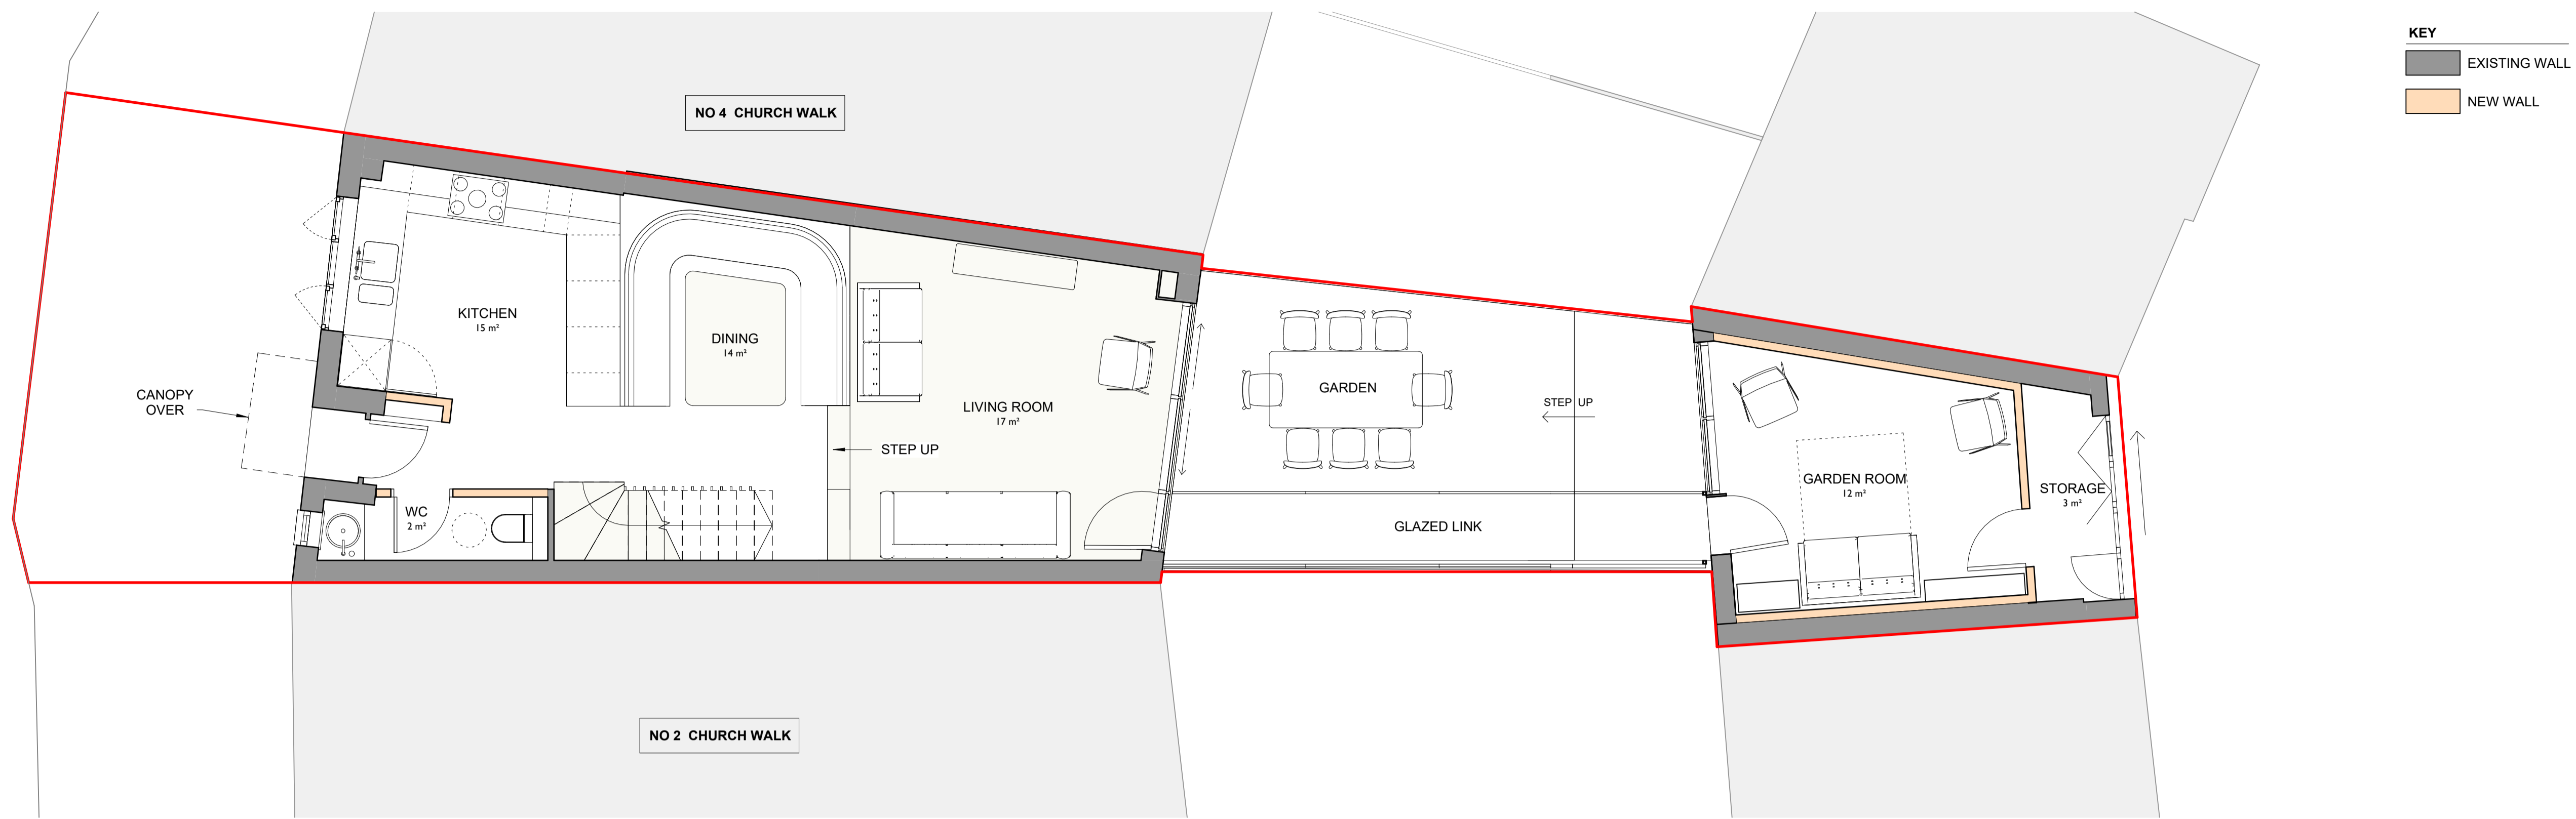 KEY
EXISTING WALL
NEW WALL
NO 4 CHURCH WALK
KITCHEN
15 m²
DINING
14 m²
CANOPY
OVER
LIVING ROOM
17 m²
STEP UP
WC
2 m²
GARDEN
STEP UP
GLAZED LINK
GARDEN ROOM
12 m²
STORAGE
3 m²
NO 2 CHURCH WALK